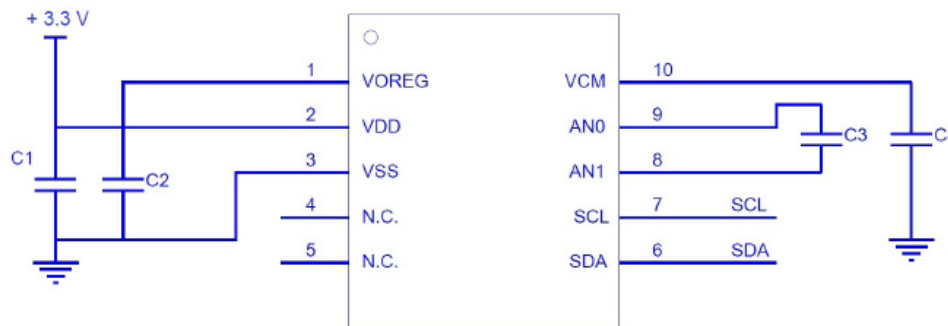 + 3.3 V
1 VOREG VCM 10
2 VDD AN0 9
C3
C
3 VSS AN1 8
C1
C2
4 N.C. SCL 7 SCL
5 N.C. SDA 6 SDA